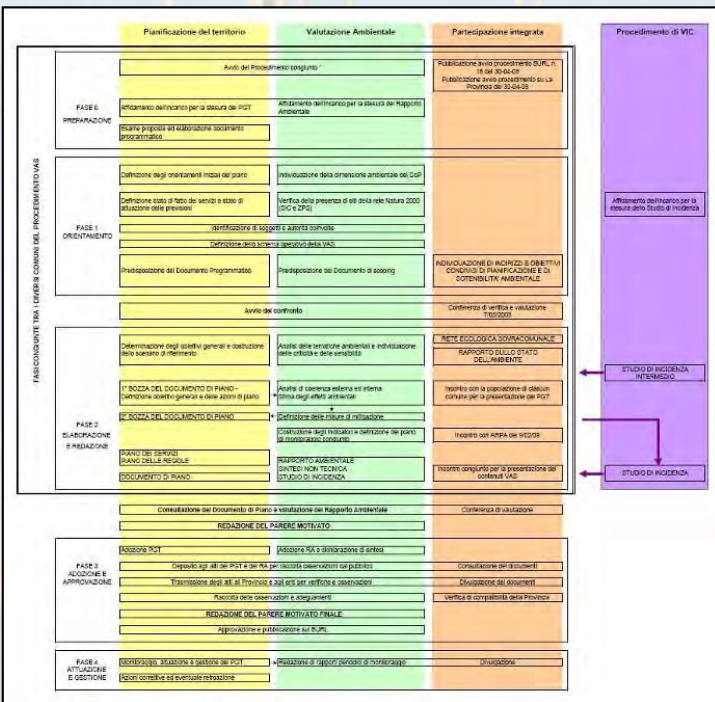 Pianificazione del territorio
Valutazione Ambientale
Partecipazione integrata
Procedimento di VIC
FASI CONGIUNTE TRA I DIVERSI COMUNI DEL PROCEDIMENTO VAS
FASE 0
PREPARAZIONE
Avvio del Procedimento congiunto *
Pubblicazione avvio procedimento BURL n.
18 del 30-04-08
Pubblicazione avvio procedimento su La
Provincia del 30-04-08
Affidamento dell'incarico per la stesura del PGT
Affidamento dell'incarico per la stesura del Rapporto
Ambientale
Esame proposte ed elaborazione documento
programmatico
FASE 1
ORIENTAMENTO
Definizione degli orientamenti iniziali del piano
Individuazione della dimensione ambientale del DdP
Definizione stato di fatto dei servizi e stato di
attuazione delle previsioni
Verifica della presenza di siti della rete Natura 2000
(SIC e ZPS)
Affidamento dell'incarico per la
stesura dello Studio di Incidenza
Identificazione di soggetti e autorità coinvolte
Definizione dello schema operativo della VAS
Predisposizione del Documento Programmatico
Predisposizione del Documento di scoping
INDIVIDUAZIONE DI INDIRIZZI E OBIETTIVI
CONDIVISI DI PIANIFICAZIONE E DI
SOTENIBILITA' AMBIENTALE
Avvio del confronto
Conferenza di verifica e valutazione
FASE 2
ELABORAZIONE
E REDAZIONE
Determinazione degli obiettivi generali e costruzione
dello scenario di riferimento
Analisi delle tematiche ambientali e individuazione
delle criticità e delle sensibilità
RETE ECOLOGICA SOVRACOMUNALE
RAPPORTO SULLO STATO
DELL'AMBIENTE
STUDIO DI INCIDENZA
INTERMEDIO
1° BOZZA DEL DOCUMENTO DI PIANO -
Definizione obiettivi generali e delle azioni di piano
Analisi di coerenza esterna ed interna
Stima degli effetti ambientali
Incontro con la popolazione di ciascun
comune per la presentazione del PGT
2° BOZZA DEL DOCUMENTO DI PIANO
Definizione delle misure di mitigazione
Costruzione degli indicatori e definizione del piano
di monitoraggio congiunto
Incontro con ARPA del 9/02/09
PIANO DEI SERVIZI
PIANO DELLE REGOLE
DOCUMENTO DI PIANO
RAPPORTO AMBIENTALE
SINTESI NON TECNICA
STUDIO DI INCIDENZA
Incontro congiunto per la presentazione dei
contenuti VAS
STUDIO DI INCIDENZA
Consultazione del Documento di Piano e valutazione del Rapporto Ambientale
Conferenza di valutazione
REDAZIONE DEL PARERE MOTIVATO
FASE 3
ADOZIONE E
APPROVAZIONE
Adozione PGT
Adozione RA e dichiarazione di sintesi
Deposito agli atti del PGT e del RA per raccolta osservazioni dal pubblico
Consultazione dei documenti
Trasmissione degli atti al Provincia e agli enti per verifiche e osservazioni
Divulgazione dei documenti
Raccolta delle osservazioni e adeguamenti
Verifica di compatibilità della Provincia
REDAZIONE DEL PARERE MOTIVATO FINALE
Approvazione e pubblicazione sul BURL
FASE 4
ATTUAZIONE
E GESTIONE
Monitoraggio, attuazione e gestione del PGT
Redazione di rapporti periodici di monitoraggio
Divulgazione
Azioni correttive ed eventuale retroazione